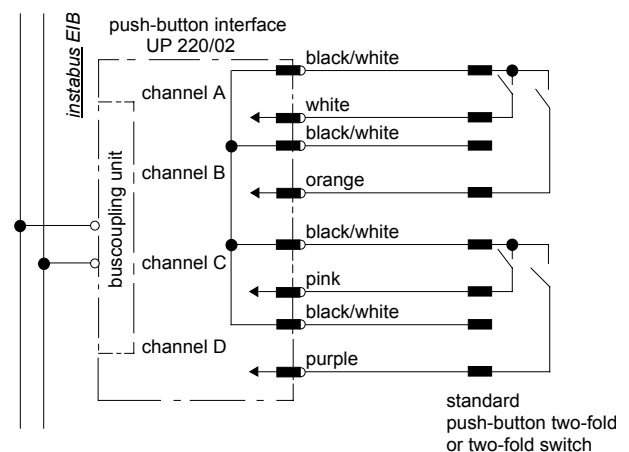 push-button interface
UP 220/02
instabus EIB
buscoupling unit
channel A
channel B
channel C
channel D
black/white
white
black/white
orange
black/white
pink
black/white
purple
standard
push-button two-fold
or two-fold switch